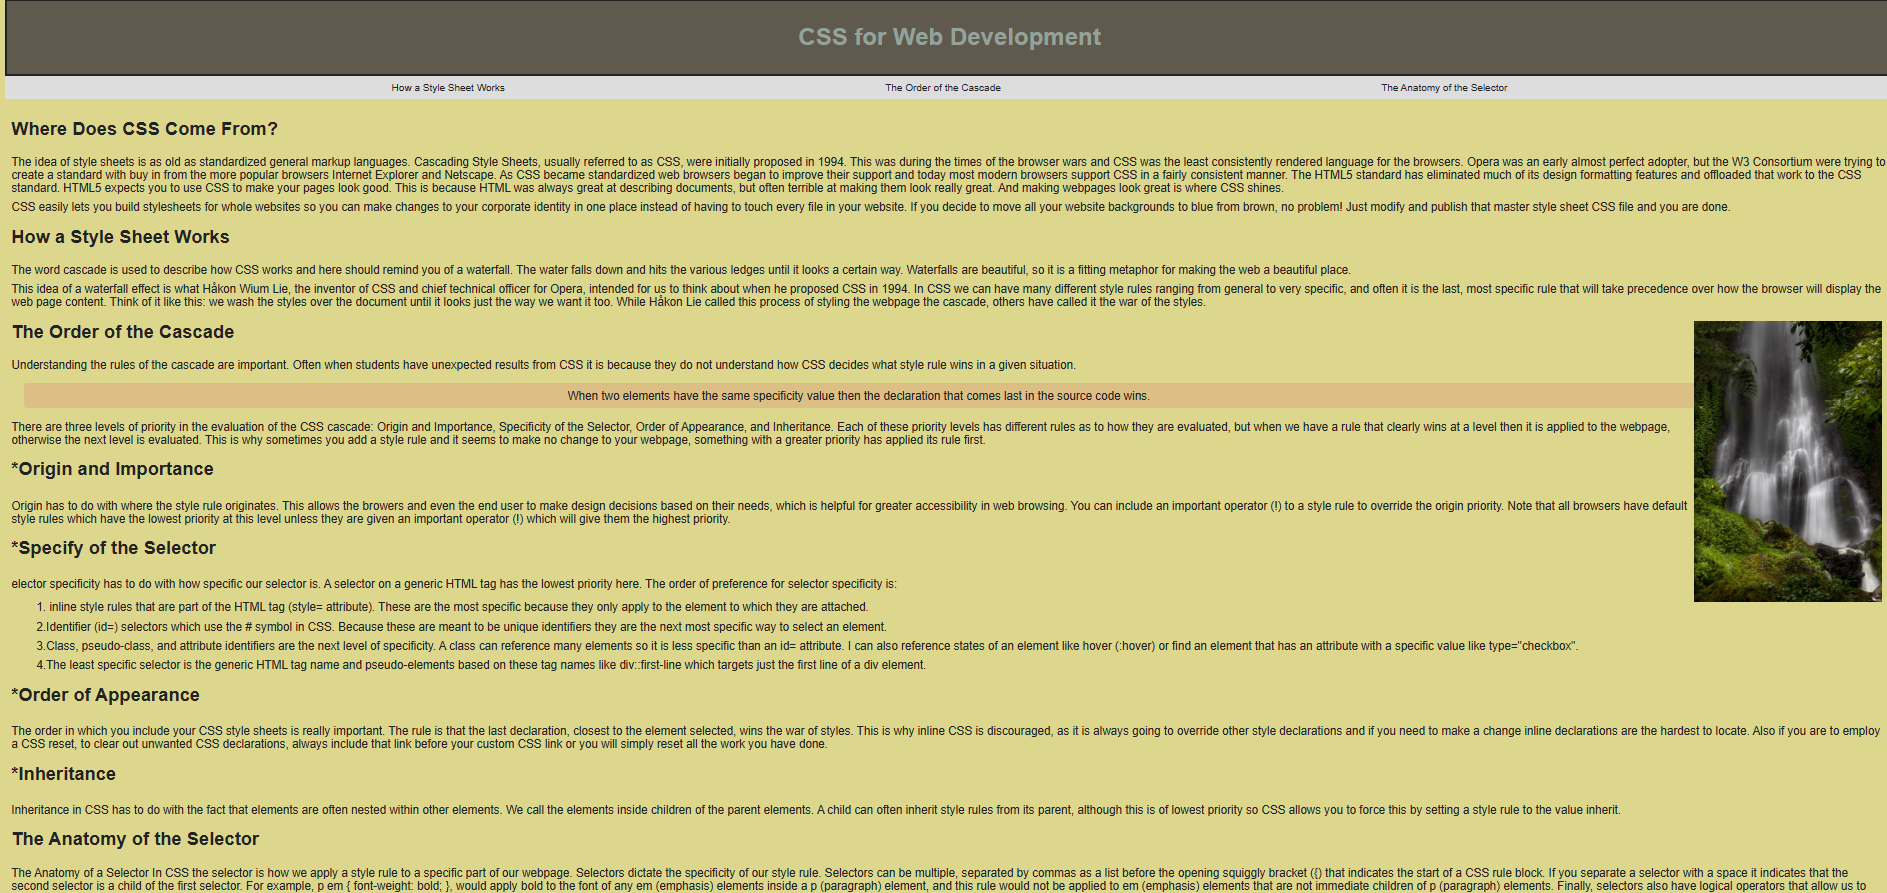 CSS for Web Development
How a Style Sheet Works
The Order of the Cascade
The Anatomy of the Selector
Where Does CSS Come From?
The idea of style sheets is as old as standardized general markup languages. Cascading Style Sheets, usually referred to as CSS, were initially proposed in 1994. This was during the times of the browser wars and CSS was the least consistently rendered language for the browsers. Opera was an early almost perfect adopter, but the W3 Consortium were trying to
create a standard with buy in from the more popular browsers Internet Explorer and Netscape. As CSS became standardized web browsers began to improve their support and today most modern browsers support CSS in a fairly consistent manner. The HTML5 standard has eliminated much of its design formatting features and offloaded that work to the CSS
standard. HTML5 expects you to use CSS to make your pages look good. This is because HTML was always great at describing documents, but often terrible at making them look really great. And making webpages look great is where CSS shines.
CSS easily lets you build stylesheets for whole websites so you can make changes to your corporate identity in one place instead of having to touch every file in your website. If you decide to move all your website backgrounds to blue from brown, no problem! Just modify and publish that master style sheet CSS file and you are done.
How a Style Sheet Works
The word cascade is used to describe how CSS works and here should remind you of a waterfall. The water falls down and hits the various ledges until it looks a certain way. Waterfalls are beautiful, so it is a fitting metaphor for making the web a beautiful place.
This idea of a waterfall effect is what Håkon Wium Lie, the inventor of CSS and chief technical officer for Opera, intended for us to think about when he proposed CSS in 1994. In CSS we can have many different style rules ranging from general to very specific, and often it is the last, most specific rule that will take precedence over how the browser will display the
web page content. Think of it like this: we wash the styles over the document until it looks just the way we want it too. While Håkon Lie called this process of styling the webpage the cascade, others have called it the war of the styles.
The Order of the Cascade
Understanding the rules of the cascade are important. Often when students have unexpected results from CSS it is because they do not understand how CSS decides what style rule wins in a given situation.
When two elements have the same specificity value then the declaration that comes last in the source code wins.
There are three levels of priority in the evaluation of the CSS cascade: Origin and Importance, Specificity of the Selector, Order of Appearance, and Inheritance. Each of these priority levels has different rules as to how they are evaluated, but when we have a rule that clearly wins at a level then it is applied to the webpage,
otherwise the next level is evaluated. This is why sometimes you add a style rule and it seems to make no change to your webpage, something with a greater priority has applied its rule first.
*Origin and Importance
Origin has to do with where the style rule originates. This allows the browers and even the end user to make design decisions based on their needs, which is helpful for greater accessibility in web browsing. You can include an important operator (!) to a style rule to override the origin priority. Note that all browsers have default
style rules which have the lowest priority at this level unless they are given an important operator (!) which will give them the highest priority.
*Specify of the Selector
elector specificity has to do with how specific our selector is. A selector on a generic HTML tag has the lowest priority here. The order of preference for selector specificity is:
1. inline style rules that are part of the HTML tag (style= attribute). These are the most specific because they only apply to the element to which they are attached.
2.Identifier (id=) selectors which use the # symbol in CSS. Because these are meant to be unique identifiers they are the next most specific way to select an element.
3.Class, pseudo-class, and attribute identifiers are the next level of specificity. A class can reference many elements so it is less specific than an id= attribute. I can also reference states of an element like hover (:hover) or find an element that has an attribute with a specific value like type="checkbox".
4.The least specific selector is the generic HTML tag name and pseudo-elements based on these tag names like div::first-line which targets just the first line of a div element.
*Order of Appearance
The order in which you include your CSS style sheets is really important. The rule is that the last declaration, closest to the element selected, wins the war of styles. This is why inline CSS is discouraged, as it is always going to override other style declarations and if you need to make a change inline declarations are the hardest to locate. Also if you are to employ
a CSS reset, to clear out unwanted CSS declarations, always include that link before your custom CSS link or you will simply reset all the work you have done.
*Inheritance
Inheritance in CSS has to do with the fact that elements are often nested within other elements. We call the elements inside children of the parent elements. A child can often inherit style rules from its parent, although this is of lowest priority so CSS allows you to force this by setting a style rule to the value inherit.
The Anatomy of the Selector
The Anatomy of a Selector In CSS the selector is how we apply a style rule to a specific part of our webpage. Selectors dictate the specificity of our style rule. Selectors can be multiple, separated by commas as a list before the opening squiggly bracket ({) that indicates the start of a CSS rule block. If you separate a selector with a space it indicates that the
second selector is a child of the first selector. For example, p em { font-weight: bold; }, would apply bold to the font of any em (emphasis) elements inside a p (paragraph) element, and this rule would not be applied to em (emphasis) elements that are not immediate children of p (paragraph) elements. Finally, selectors also have logical operators that allow us to